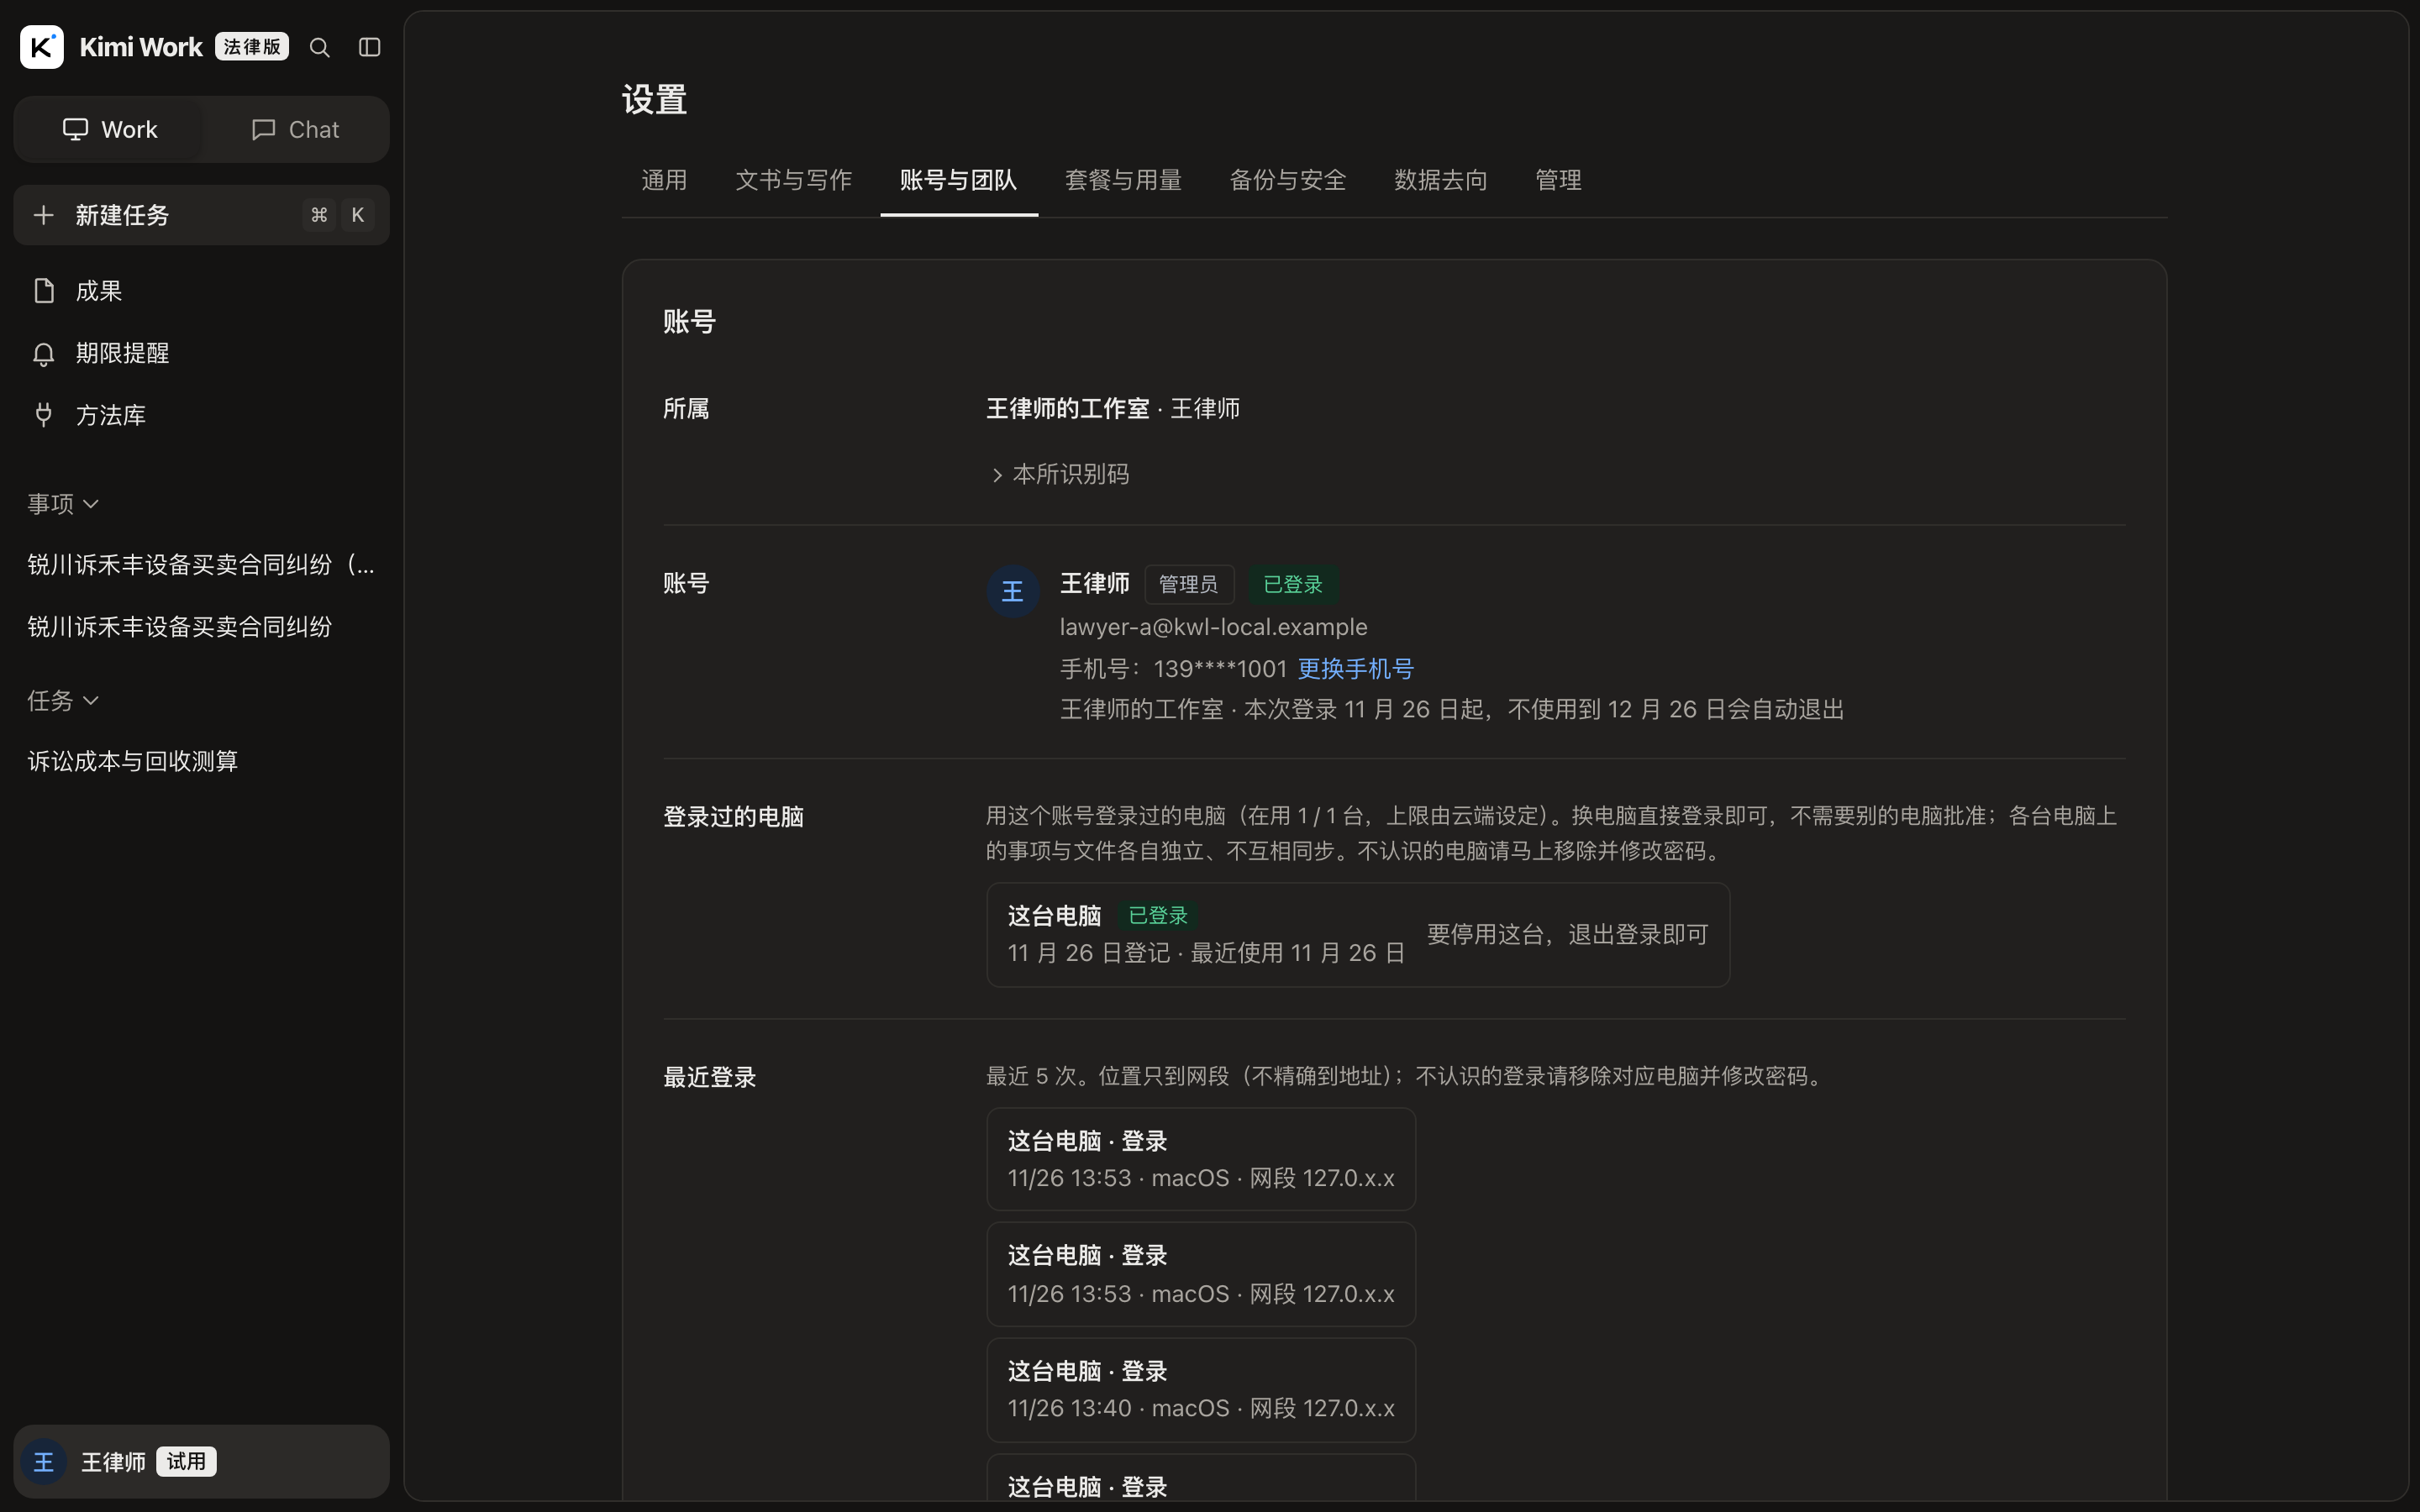 Kimi Work 法律版
Work
Chat
新建任务 ⌘ K
成果
期限提醒
方法库
事项
锐川诉禾丰设备买卖合同纠纷（...
锐川诉禾丰设备买卖合同纠纷
任务
诉讼成本与回收测算
王 王律师 试用
设置
通用 文书与写作 账号与团队 套餐与用量 备份与安全 数据去向 管理
账号
所属
王律师的工作室 · 王律师
本所识别码
账号
王 王律师 管理员 已登录
lawyer-a@kwl-local.example
手机号：139****1001 更换手机号
王律师的工作室 · 本次登录 11 月 26 日起，不使用到 12 月 26 日会自动退出
登录过的电脑
用这个账号登录过的电脑（在用 1 / 1 台，上限由云端设定）。换电脑直接登录即可，不需要别的电脑批准；各台电脑上
的事项与文件各自独立、不互相同步。不认识的电脑请马上移除并修改密码。
这台电脑 已登录
11 月 26 日登记 · 最近使用 11 月 26 日
要停用这台，退出登录即可
最近登录
最近 5 次。位置只到网段（不精确到地址）；不认识的登录请移除对应电脑并修改密码。
这台电脑 · 登录
11/26 13:53 · macOS · 网段 127.0.x.x
这台电脑 · 登录
11/26 13:53 · macOS · 网段 127.0.x.x
这台电脑 · 登录
11/26 13:40 · macOS · 网段 127.0.x.x
这台电脑 · 登录